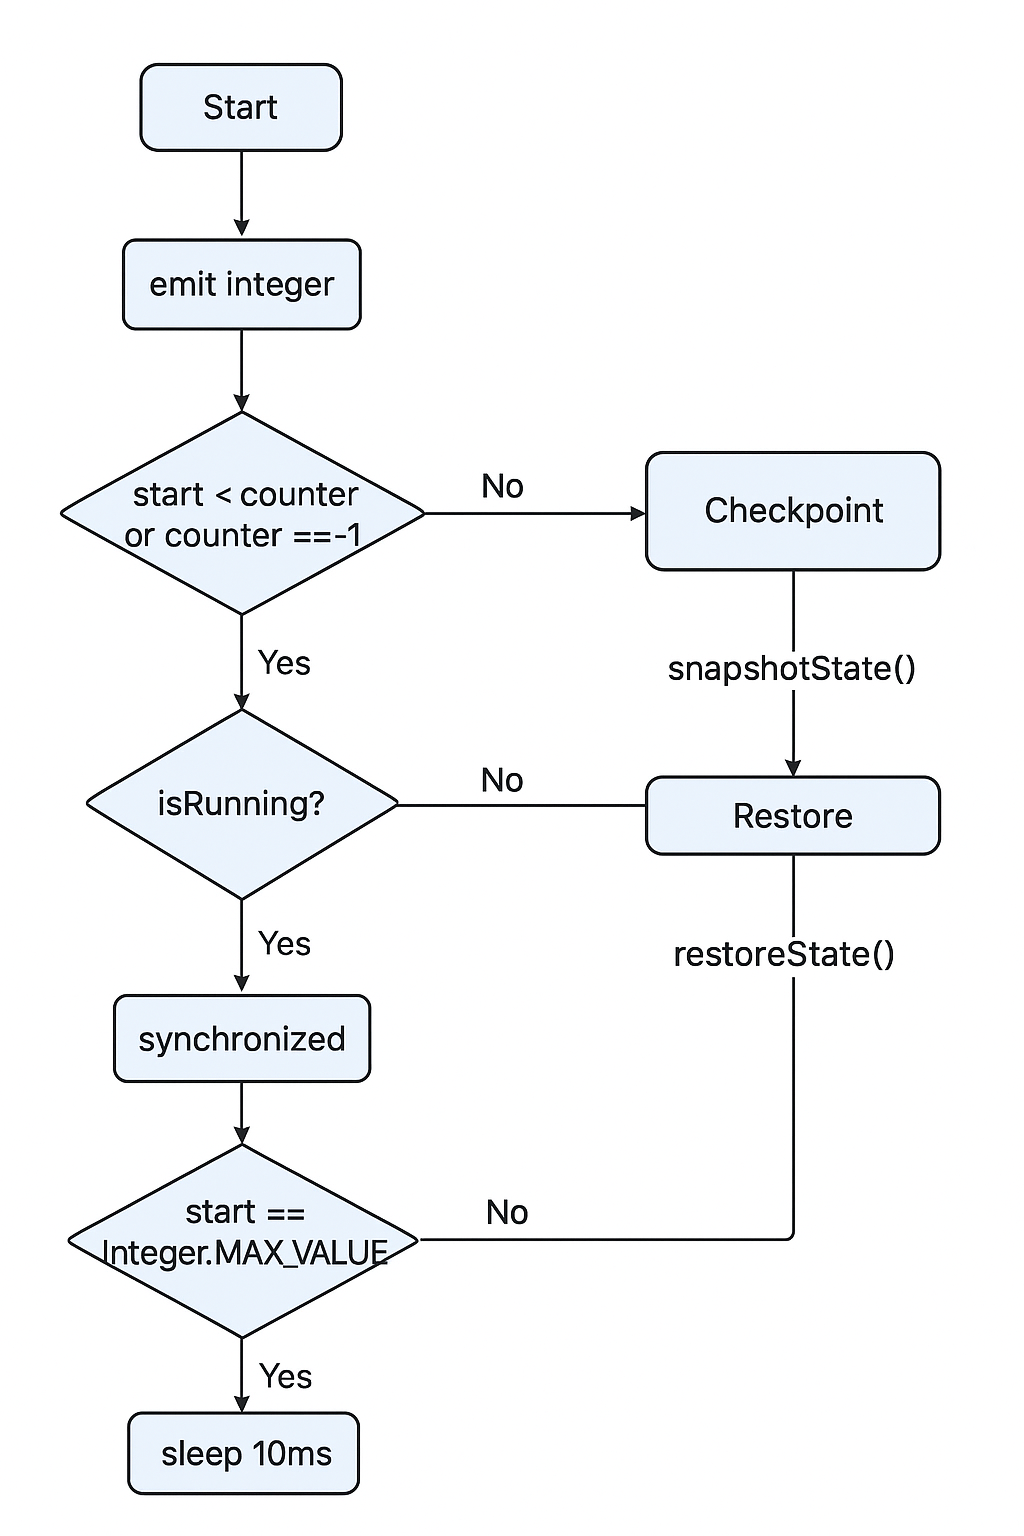 Start
emit integer
start < counter
or counter ==-1
No
Checkpoint
Yes
snapshotState()
isRunning?
No
Restore
Yes
restoreState()
synchronized
start ==
Integer.MAX_VALUE
No
Yes
sleep 10ms